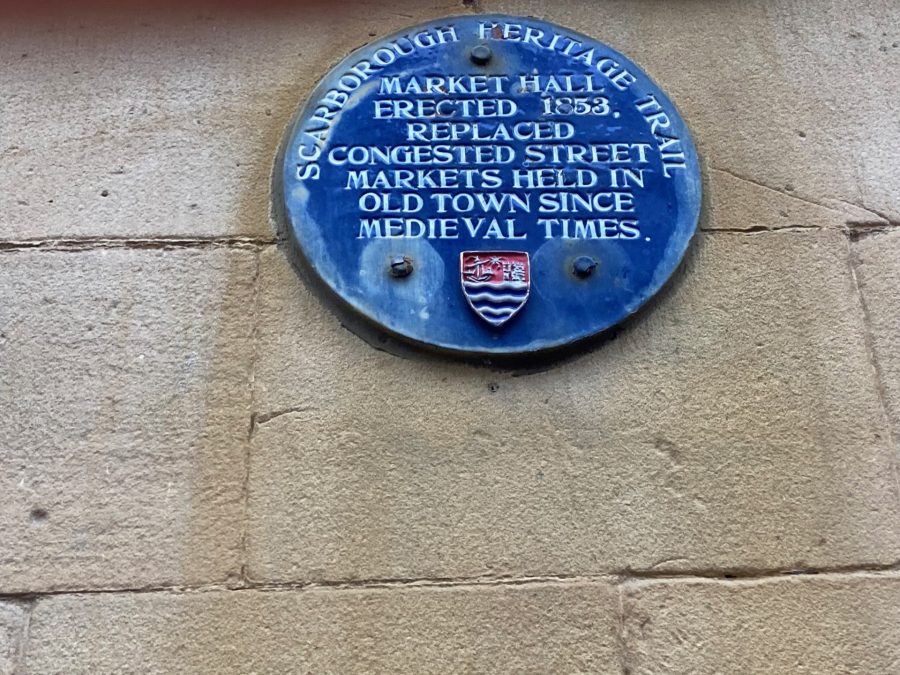 SCARBOROUGH HERITAGE TRAIL
MARKET HALL
ERECTED 1853.
REPLACED
CONGESTED STREET
MARKETS HELD IN
OLD TOWN SINCE
MEDIEVAL TIMES.